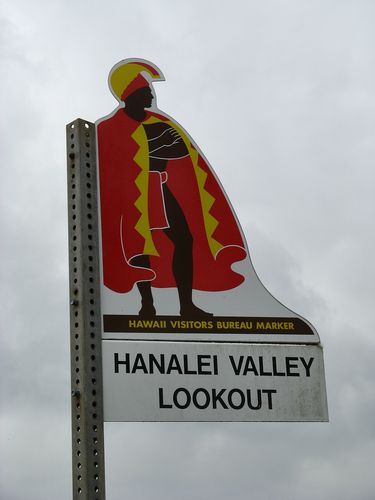 HAWAII VISITORS BUREAU MARKER
HANALEI VALLEY
LOOKOUT